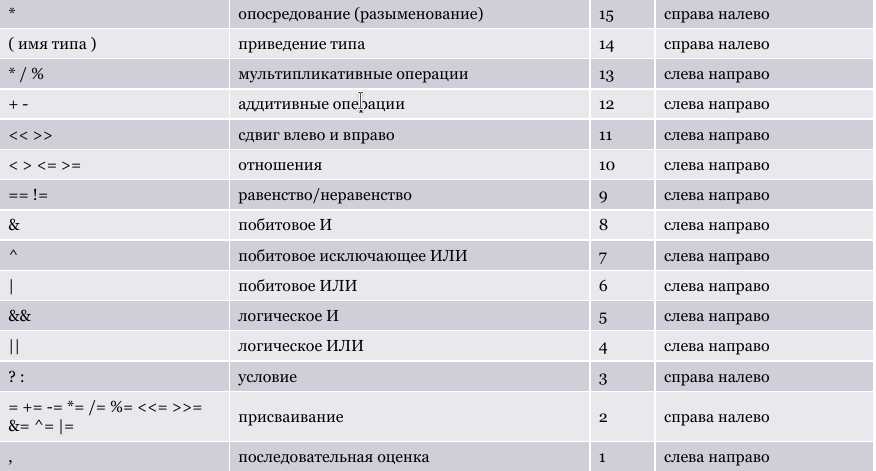 * опосредование (разыменование) 15 справа налево
( имя типа ) приведение типа 14 справа налево
* / % мультипликативные операции 13 слева направо
+ - аддитивные операции 12 слева направо
<< >> сдвиг влево и вправо 11 слева направо
< > <= >= отношения 10 слева направо
== != равенство/неравенство 9 слева направо
& побитовое И 8 слева направо
^ побитовое исключающее ИЛИ 7 слева направо
| побитовое ИЛИ 6 слева направо
&& логическое И 5 слева направо
|| логическое ИЛИ 4 слева направо
? : условие 3 справа налево
= += -= *= /= %= <<= >>=
&= ^= |= присваивание 2 справа налево
, последовательная оценка 1 слева направо